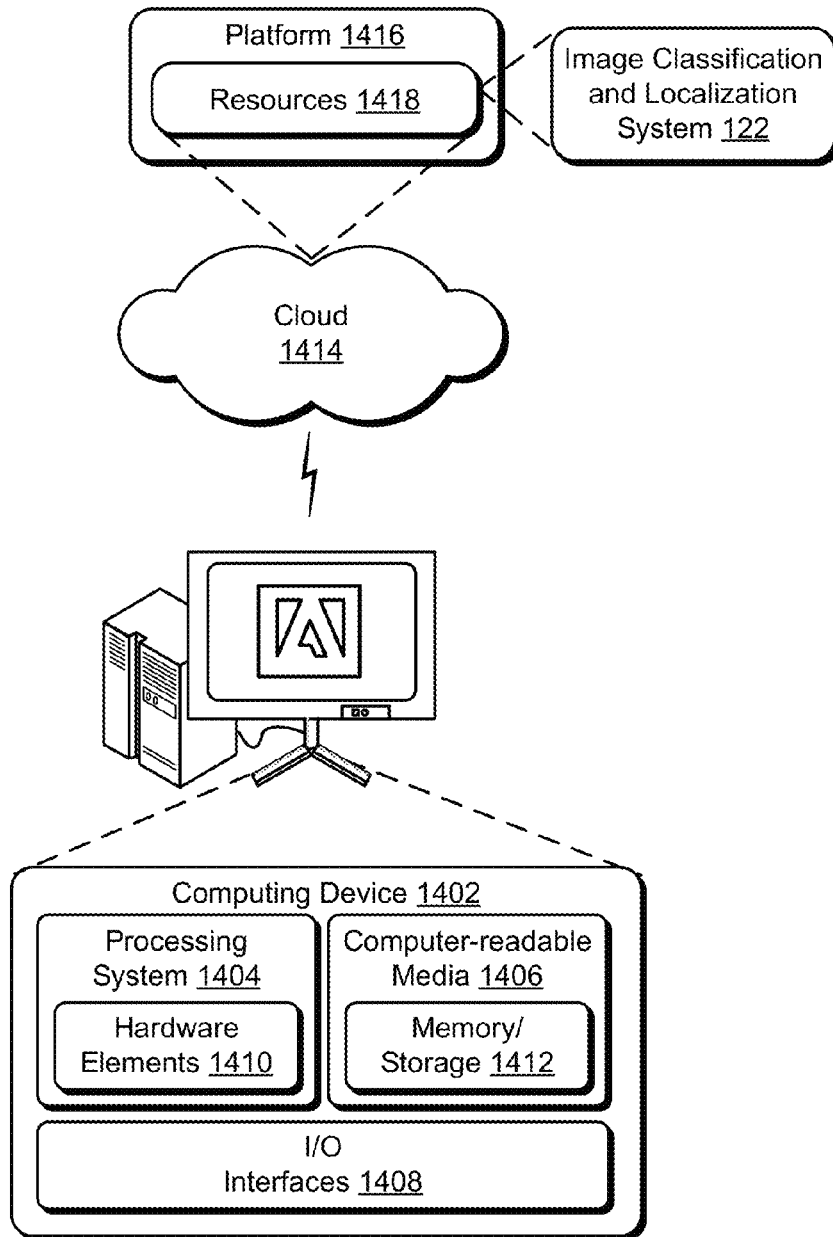 Platform 1416
Resources 1418
Image Classification
and Localization
System 122
Cloud
1414
Computing Device 1402
Processing
System 1404
Hardware
Elements 1410
Computer-readable
Media 1406
Memory/
Storage 1412
I/O
Interfaces 1408